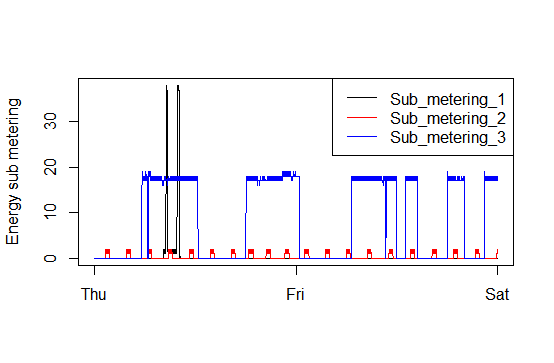 Sub_metering_1
Sub_metering_2
Sub_metering_3
Energy sub metering
30
20
10
0
Thu
Fri
Sat